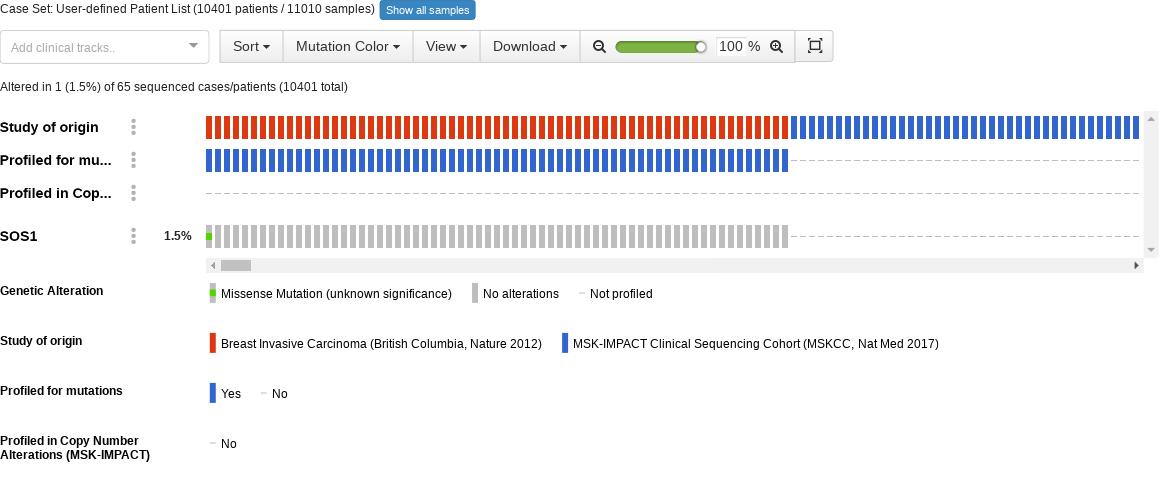 Case Set: User-defined Patient List (10401 patients / 11010 samples) Show all samples
Add clinical tracks.. Sort Mutation Color View Download 100 %
Altered in 1 (1.5%) of 65 sequenced cases/patients (10401 total)
Study of origin
Profiled for mu...
Profiled in Cop...
SOS1 1.5%
Genetic Alteration Missense Mutation (unknown significance) No alterations Not profiled
Study of origin Breast Invasive Carcinoma (British Columbia, Nature 2012) MSK-IMPACT Clinical Sequencing Cohort (MSKCC, Nat Med 2017)
Profiled for mutations Yes No
Profiled in Copy Number No
Alterations (MSK-IMPACT)